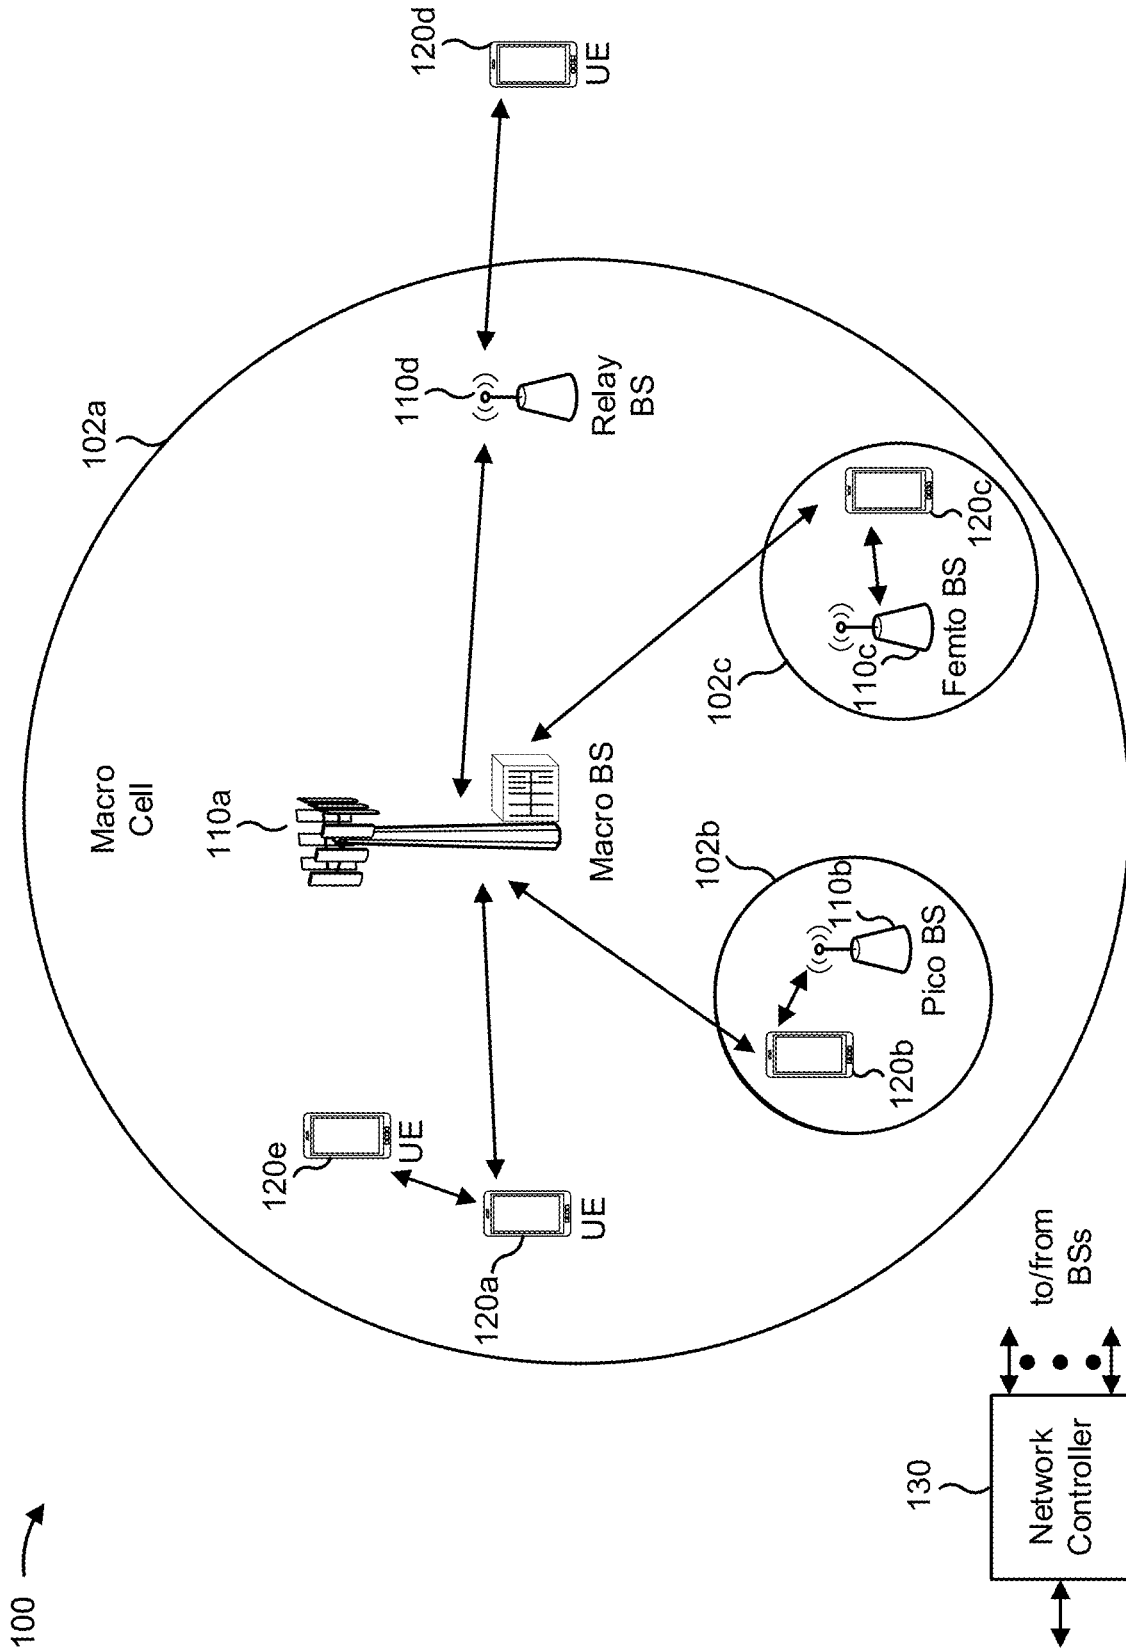 100
Macro
Cell
102a
110a
120d
UE
110d
Relay
BS
120e
UE
120a
UE
Macro BS
102b
110b
Pico BS
120b
102c
110c
Femto BS
120c
130
Network
Controller
to/from
BSs